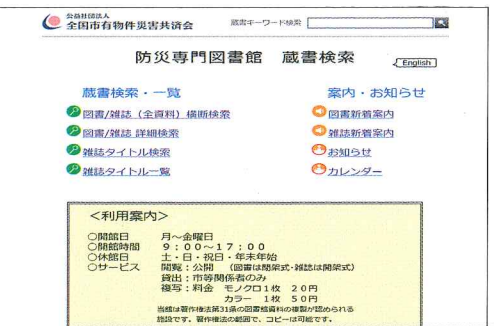 公益社団法人
全国市有物件災害共済会
蔵書キーワード検索
防災専門図書館 蔵書検索
English
蔵書検索・一覧
案内・お知らせ
図書/雑誌（全資料）横断検索
図書新着案内
図書/雑誌 詳細検索
雑誌新着案内
雑誌タイトル検索
お知らせ
雑誌タイトル一覧
カレンダー
＜利用案内＞
○開館日 月～金曜日
○開館時間 ９：００～１７：００
○休館日 土・日・祝日・年末年始
○サービス 閲覧：公開 （図書は閉架式･雑誌は開架式）
貸出：市等関係者のみ
複写：料金 モノクロ１枚 ２０円
カラー １枚 ５０円
当館は著作権法第31条の図書館資料の複製が認められる
施設です。著作権法の範囲で、コピーは可能です。